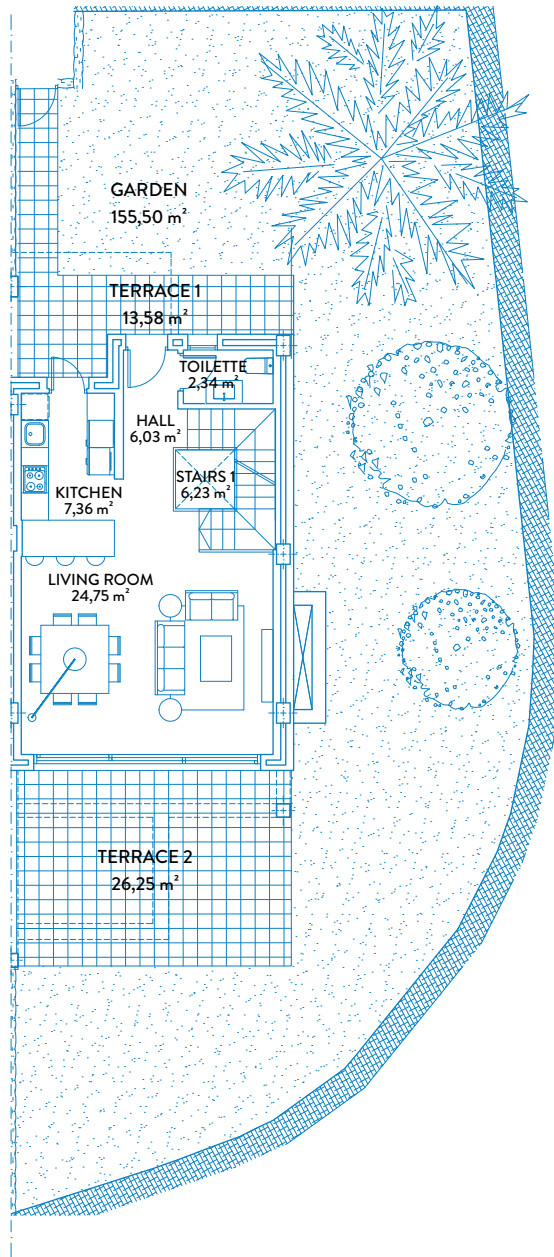 GARDEN
155,50 m²
TERRACE 1
13,58 m²
TOILETTE
2,34 m²
HALL
6,03 m²
STAIRS 1
6,23 m²
KITCHEN
7,36 m²
LIVING ROOM
24,75 m²
TERRACE 2
26,25 m²